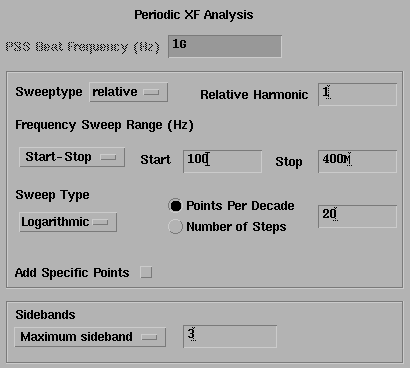 Periodic XF Analysis
PSS Beat Frequency (Hz) 1G
Sweeptype relative Relative Harmonic 1
Frequency Sweep Range (Hz)
Start-Stop Start 100 Stop 400M
Sweep Type
Points Per Decade
Logarithmic 20
Number of Steps
Add Specific Points
Sidebands
Maximum sideband 3